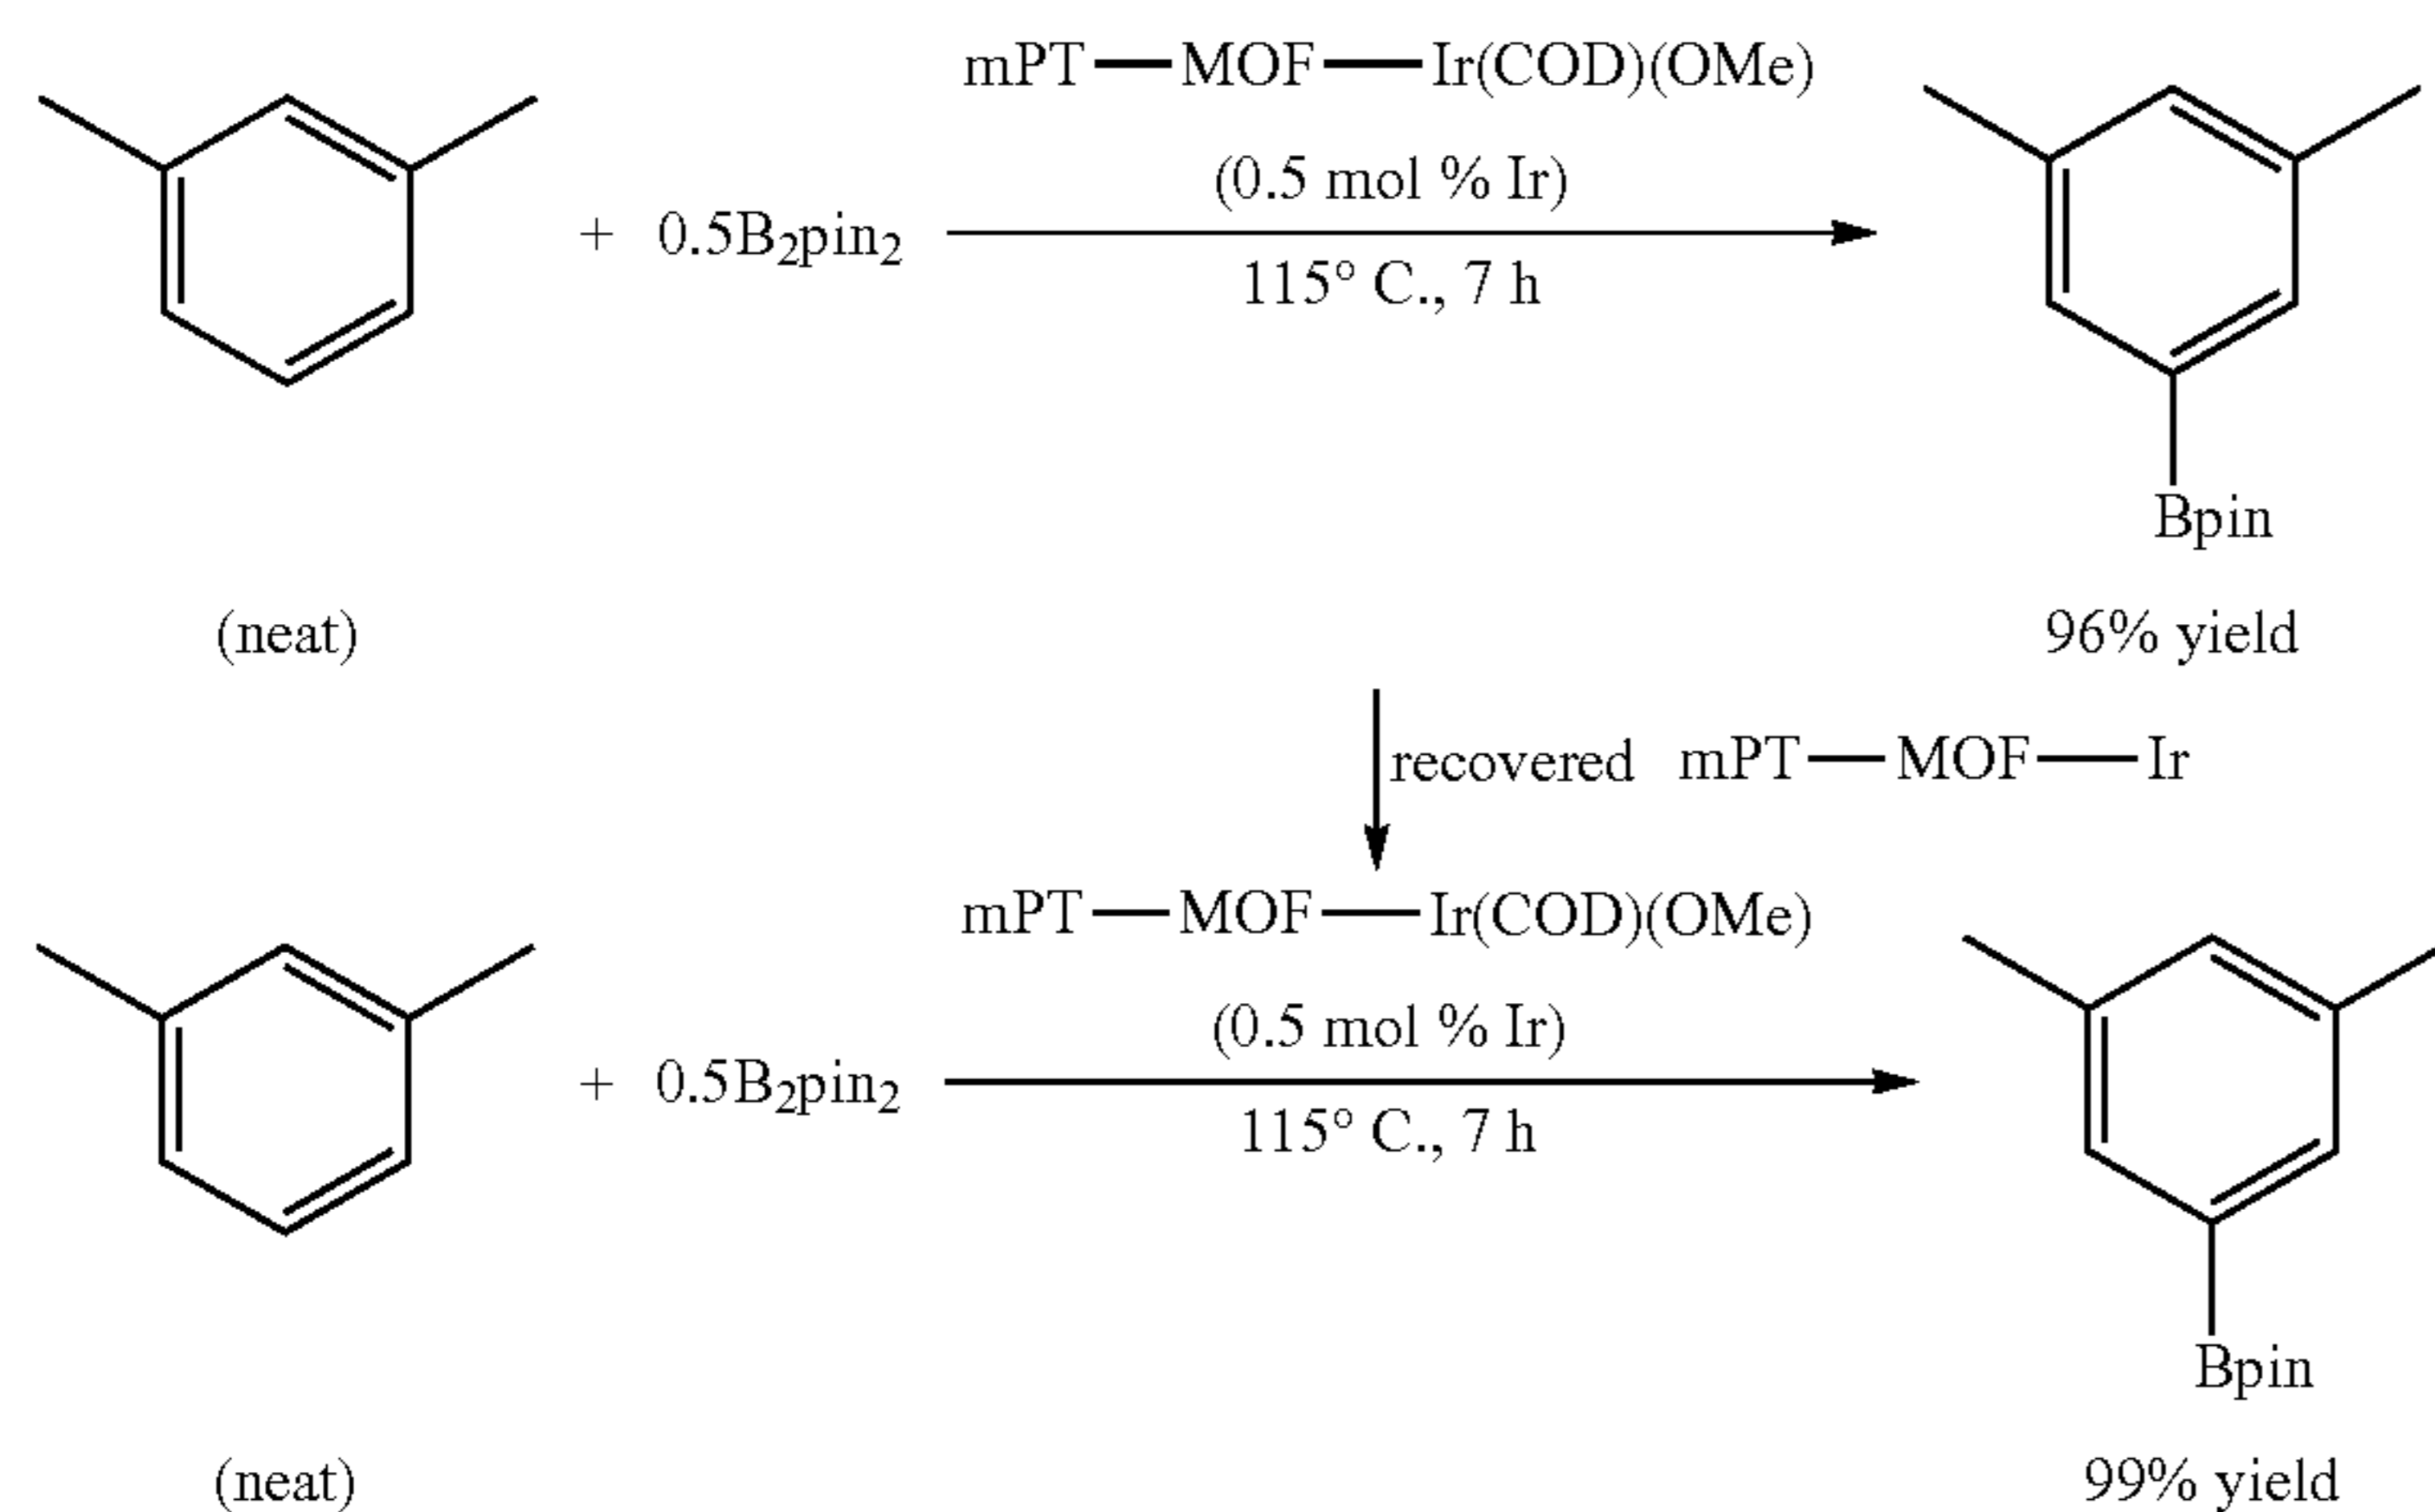 mPT—MOF—Ir(COD)(OMe)
(0.5 mol % Ir)
+ 0.5B₂pin₂
115° C., 7 h
Bpin
(neat)
96% yield
recovered mPT—MOF—Ir
mPT—MOF—Ir(COD)(OMe)
(0.5 mol % Ir)
+ 0.5B₂pin₂
115° C., 7 h
Bpin
(neat)
99% yield